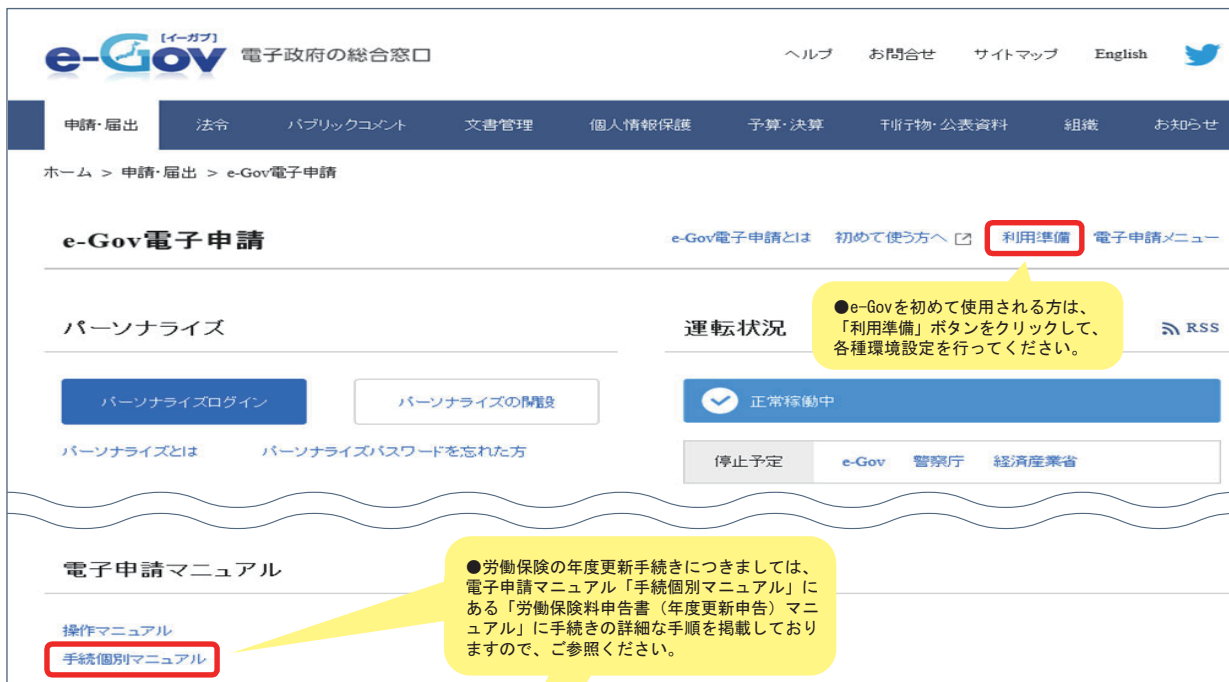 [イーガブ]
e-Gov 電子政府の総合窓口
ヘルプ お問合せ サイトマップ English
申請・届出 法令 パブリックコメント 文書管理 個人情報保護 予算・決算 刊行物・公表資料 組織 お知らせ
ホーム > 申請・届出 > e-Gov電子申請
e-Gov電子申請
e-Gov電子申請とは 初めて使う方へ 利用準備 電子申請メニュー
●e-Govを初めて使用される方は、
「利用準備」ボタンをクリックして、
各種環境設定を行ってください。
パーソナライズ
運転状況
RSS
パーソナライズログイン
パーソナライズの開設
正常稼働中
パーソナライズとは パーソナライズパスワードを忘れた方
停止予定 e-Gov 警察庁 経済産業省
電子申請マニュアル
●労働保険の年度更新手続きにつきましては、
電子申請マニュアル「手続個別マニュアル」に
ある「労働保険料申告書（年度更新申告）マニ
ュアル」に手続きの詳細な手順を掲載しており
ますので、ご参照ください。
操作マニュアル
手続個別マニュアル